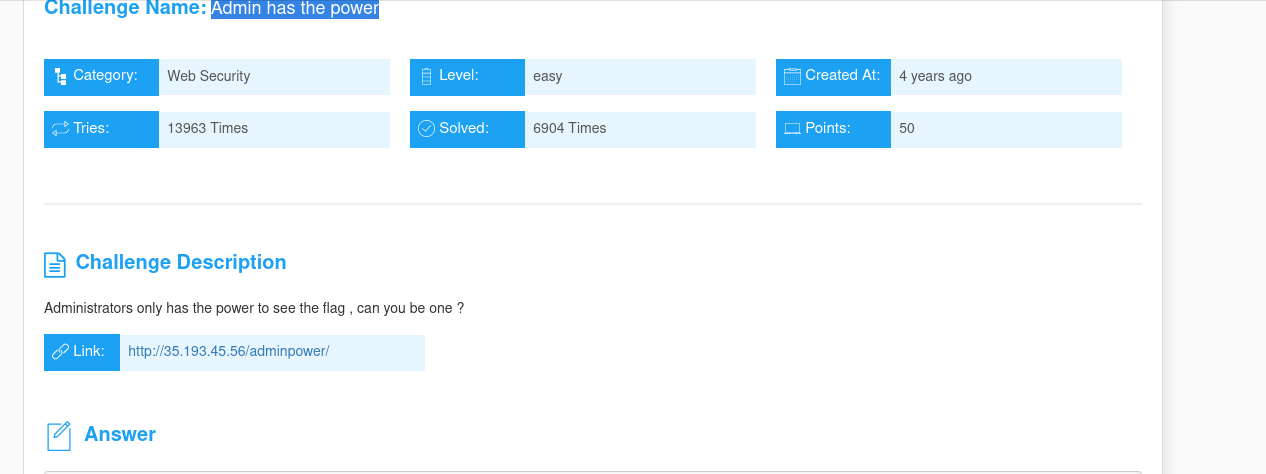 Challenge Name: Admin has the power
Category: Web Security Level: easy Created At: 4 years ago
Tries: 13963 Times Solved: 6904 Times Points: 50
Challenge Description
Administrators only has the power to see the flag , can you be one ?
Link: http://35.193.45.56/adminpower/
Answer